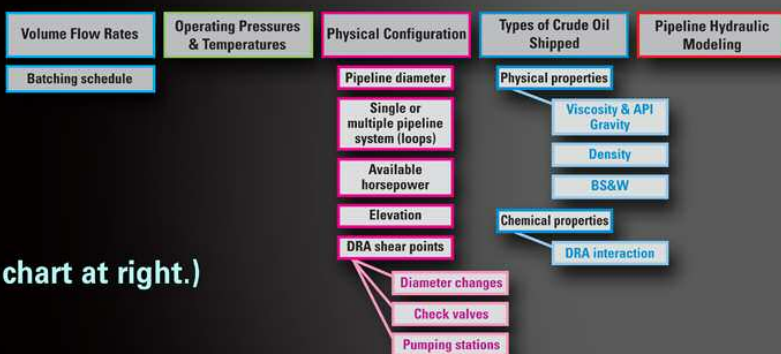 Volume Flow Rates
Batching schedule
Operating Pressures
& Temperatures
Physical Configuration
Pipeline diameter
Single or
multiple pipeline
system (loops)
Available
horsepower
Elevation
DRA shear points
Diameter changes
Check valves
Pumping stations
Types of Crude Oil
Shipped
Physical properties
Viscosity & API
Gravity
Density
BS&W
Chemical properties
DRA interaction
Pipeline Hydraulic
Modeling
chart at right.)